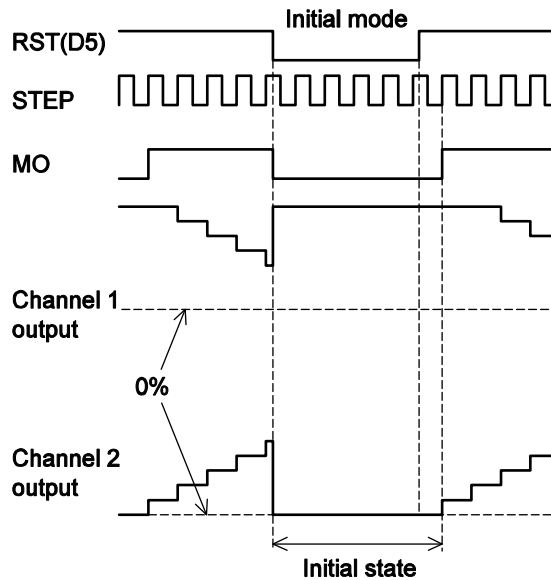 Initial mode
RST(D5)
STEP
MO
Channel 1
output
0%
Channel 2
output
Initial state